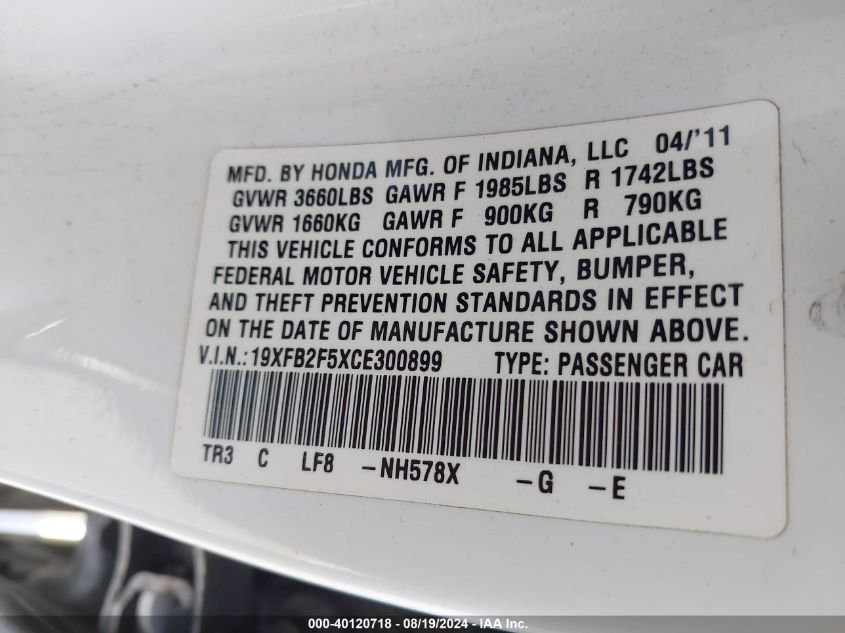 MFD. BY HONDA MFG. OF INDIANA, LLC 04/'11
GVWR 3660LBS GAWR F 1985LBS R 1742LBS
GVWR 1660KG GAWR F 900KG R 790KG
THIS VEHICLE CONFORMS TO ALL APPLICABLE
FEDERAL MOTOR VEHICLE SAFETY, BUMPER,
AND THEFT PREVENTION STANDARDS IN EFFECT
ON THE DATE OF MANUFACTURE SHOWN ABOVE.
V.I.N.: 19XFB2F5XCE300899 TYPE: PASSENGER CAR
TR3 C LF8 -NH578X -G -E
000-40120718 - 08/19/2024 - IAA Inc.